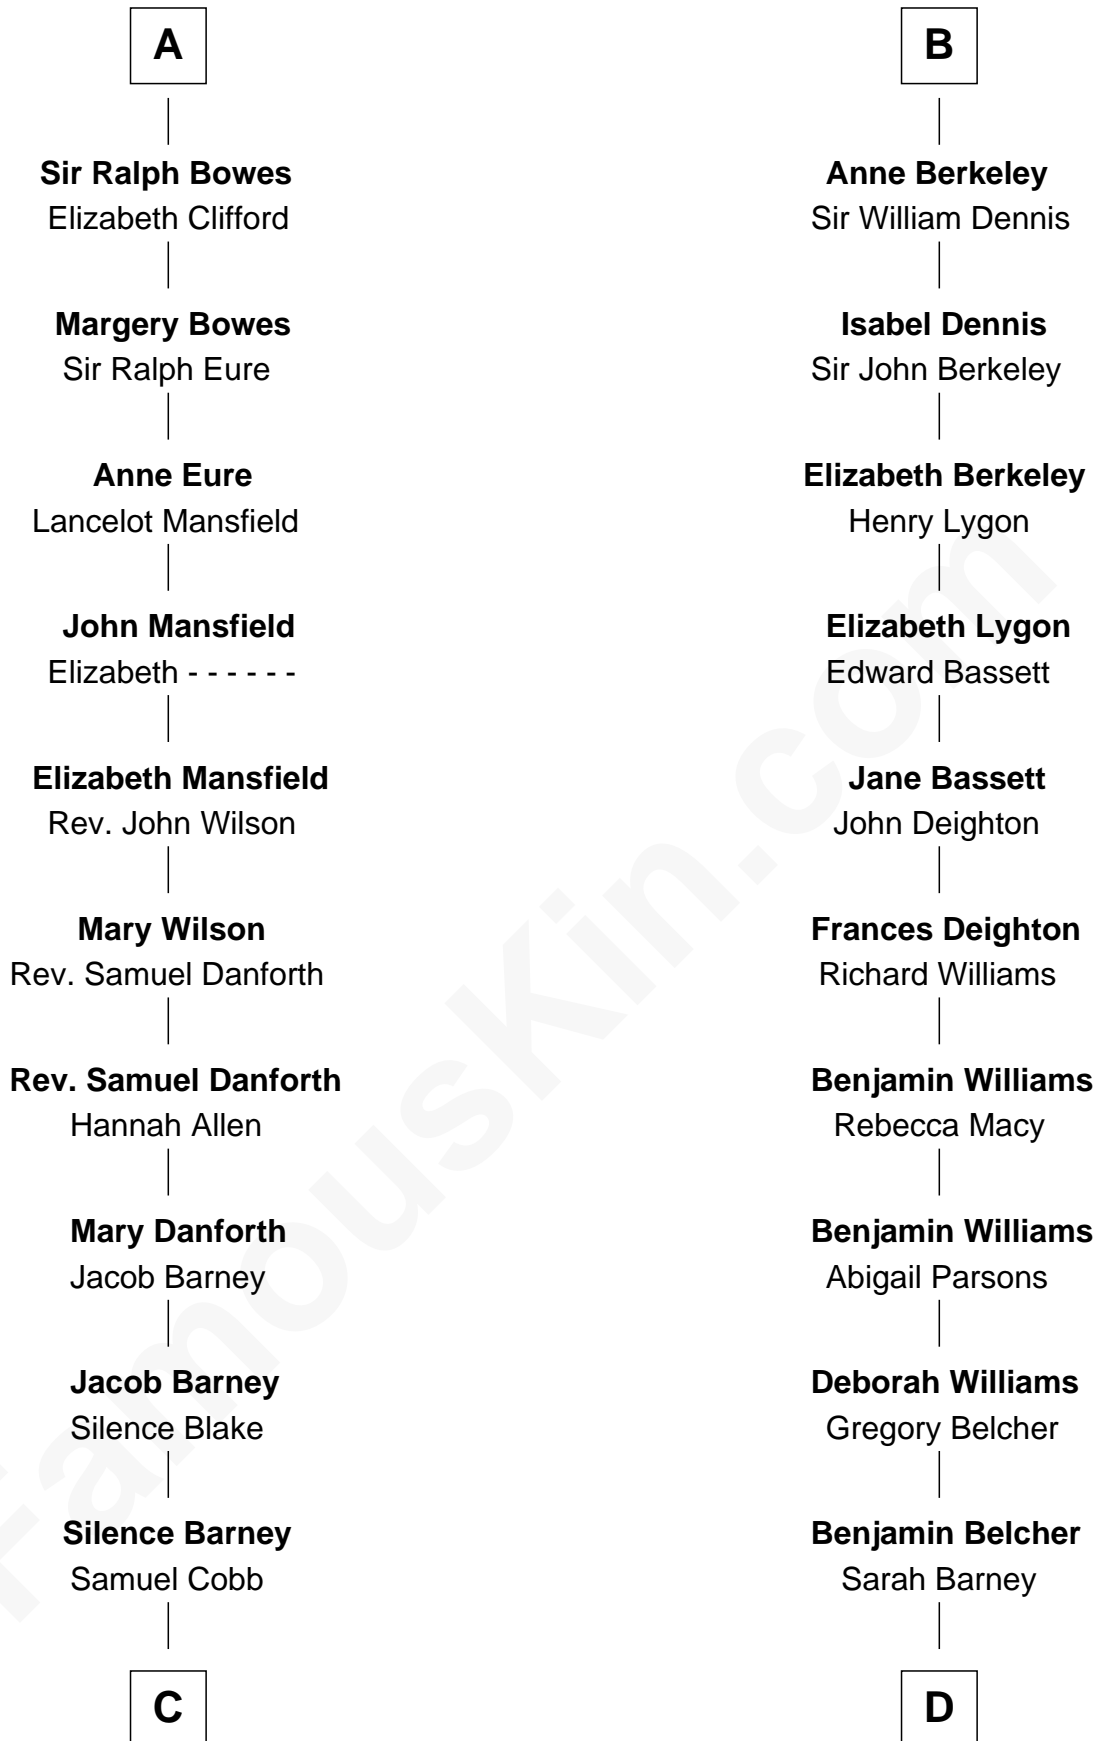 A
Sir Ralph Bowes
Elizabeth Clifford
Margery Bowes
Sir Ralph Eure
Anne Eure
Lancelot Mansfield
John Mansfield
Elizabeth - - - - - -
Elizabeth Mansfield
Rev. John Wilson
Mary Wilson
Rev. Samuel Danforth
Rev. Samuel Danforth
Hannah Allen
Mary Danforth
Jacob Barney
Jacob Barney
Silence Blake
Silence Barney
Samuel Cobb
C
B
Anne Berkeley
Sir William Dennis
Isabel Dennis
Sir John Berkeley
Elizabeth Berkeley
Henry Lygon
Elizabeth Lygon
Edward Bassett
Jane Bassett
John Deighton
Frances Deighton
Richard Williams
Benjamin Williams
Rebecca Macy
Benjamin Williams
Abigail Parsons
Deborah Williams
Gregory Belcher
Benjamin Belcher
Sarah Barney
D
FamousKin.com